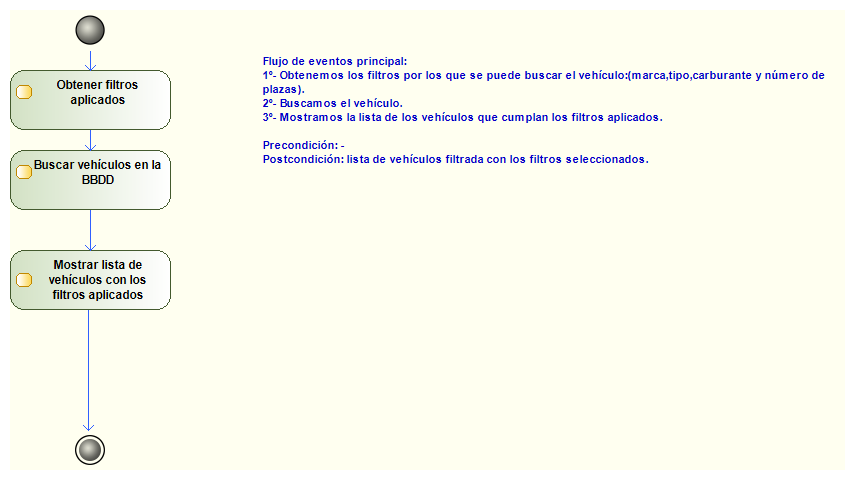 Obtener filtros
aplicados
Buscar vehículos en la
BBDD
Mostrar lista de
vehículos con los
filtros aplicados
Flujo de eventos principal:
1º- Obtenemos los filtros por los que se puede buscar el vehículo:(marca,tipo,carburante y número de
plazas).
2º- Buscamos el vehículo.
3º- Mostramos la lista de los vehículos que cumplan los filtros aplicados.
Precondición: -
Postcondición: lista de vehículos filtrada con los filtros seleccionados.